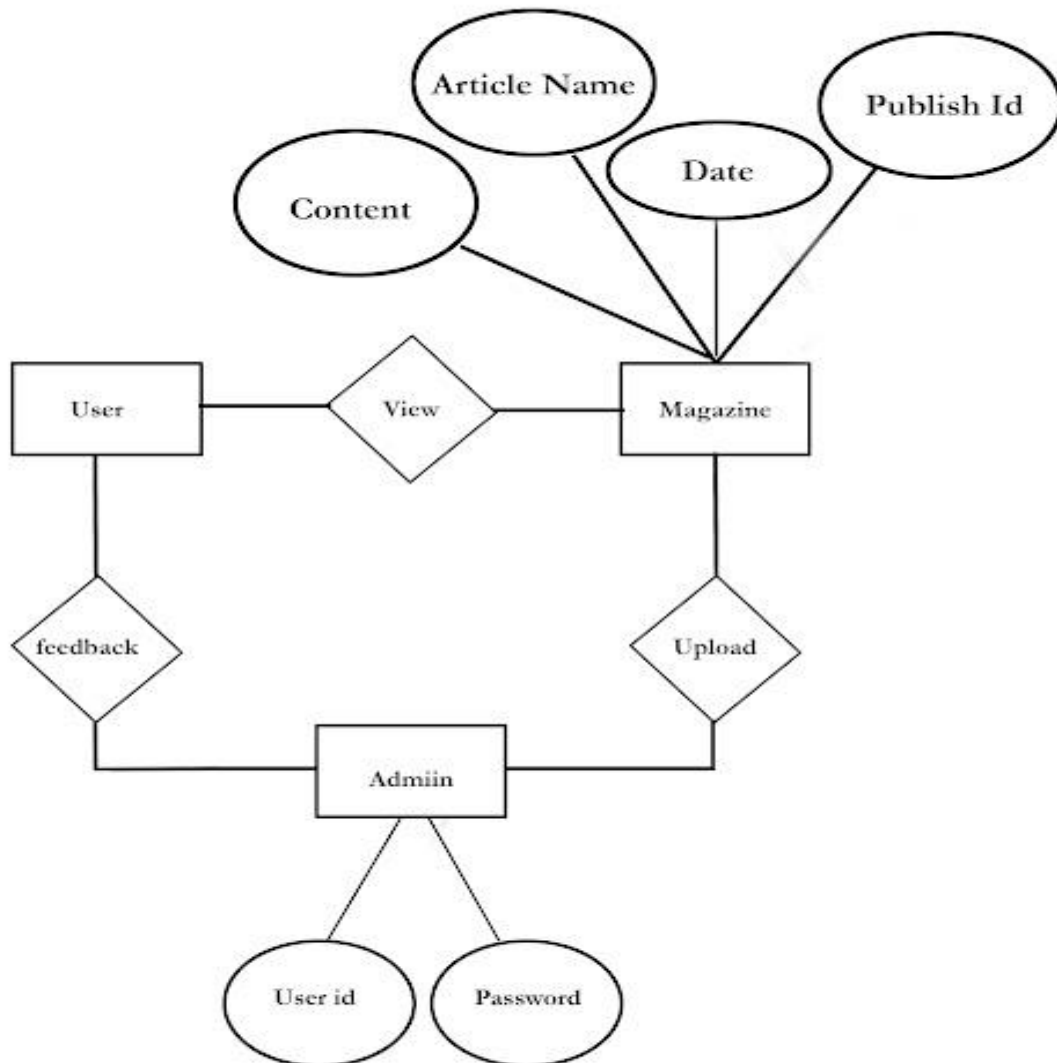 Article Name
Publish Id
Date
Content
User
View
Magazine
feedback
Upload
Admiin
User id
Password